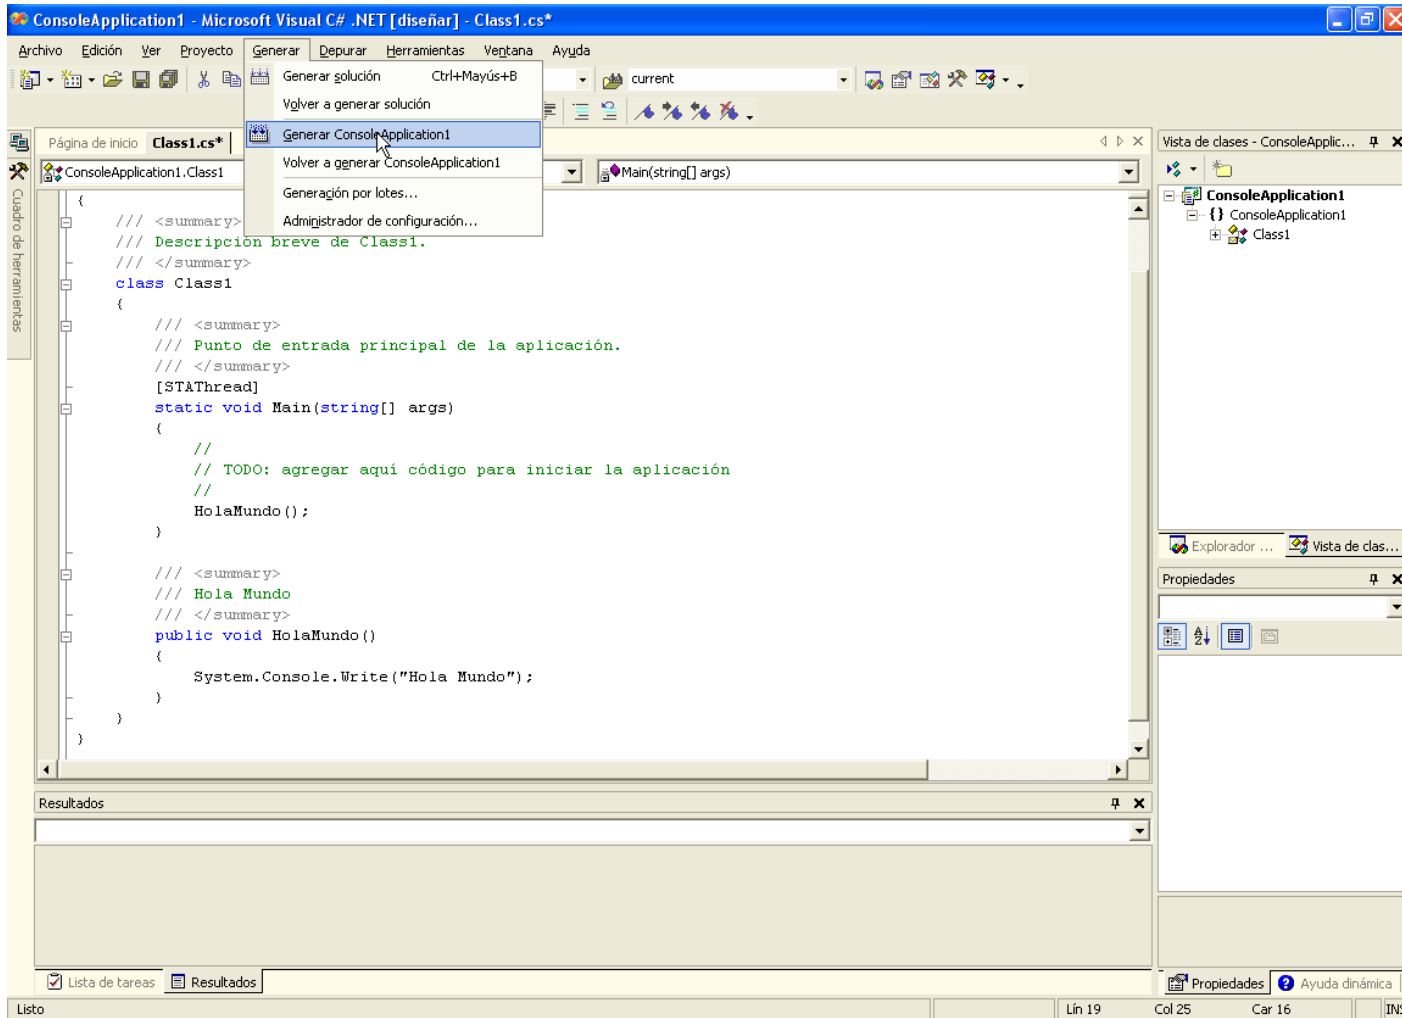 ConsoleApplication1 - Microsoft Visual C# .NET [diseñar] - Class1.cs*
Archivo Edición Ver Proyecto Generar Depurar Herramientas Ventana Ayuda
Generar solución Ctrl+Mayús+B
current
Volver a generar solución
Generar ConsoleApplication1
Volver a generar ConsoleApplication1
Generación por lotes...
Administrador de configuración...
Página de inicio Class1.cs*
ConsoleApplication1.Class1
Main(string[] args)
Cuadro de herramientas
{
/// <summary>
/// Descripción breve de Class1.
/// </summary>
class Class1
{
/// <summary>
/// Punto de entrada principal de la aplicación.
/// </summary>
[STAThread]
static void Main(string[] args)
{
//
// TODO: agregar aquí código para iniciar la aplicación
//
HolaMundo();
}
/// <summary>
/// Hola Mundo
/// </summary>
public void HolaMundo()
{
System.Console.Write("Hola Mundo");
}
}
}
Vista de clases - ConsoleApplic...
ConsoleApplication1
{} ConsoleApplication1
Class1
Explorador ... Vista de clas...
Propiedades
Resultados
Lista de tareas Resultados
Propiedades Ayuda dinámica
Listo
Lín 19 Col 25 Car 16 INS